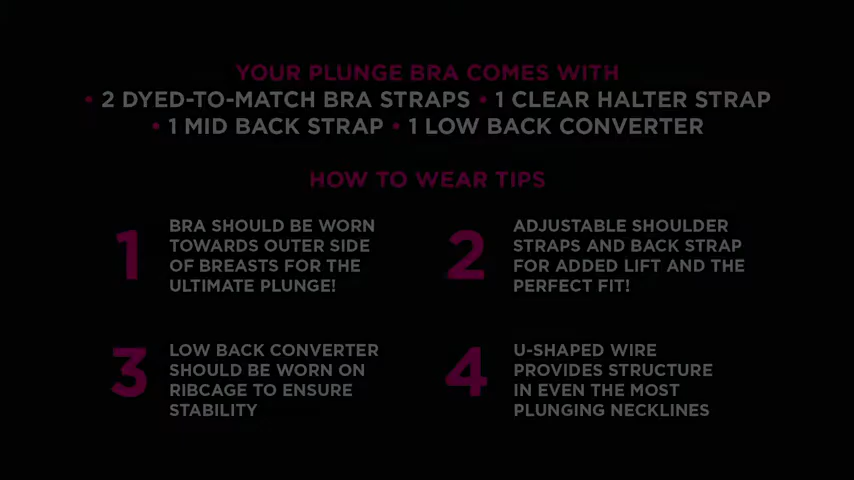 YOUR PLUNGE BRA COMES WITH
• 2 DYED-TO-MATCH BRA STRAPS • 1 CLEAR HALTER STRAP
• 1 MID BACK STRAP • 1 LOW BACK CONVERTER
HOW TO WEAR TIPS
1
BRA SHOULD BE WORN
TOWARDS OUTER SIDE
OF BREASTS FOR THE
ULTIMATE PLUNGE!
2
ADJUSTABLE SHOULDER
STRAPS AND BACK STRAP
FOR ADDED LIFT AND THE
PERFECT FIT!
3
LOW BACK CONVERTER
SHOULD BE WORN ON
RIBCAGE TO ENSURE
STABILITY
4
U-SHAPED WIRE
PROVIDES STRUCTURE
IN EVEN THE MOST
PLUNGING NECKLINES